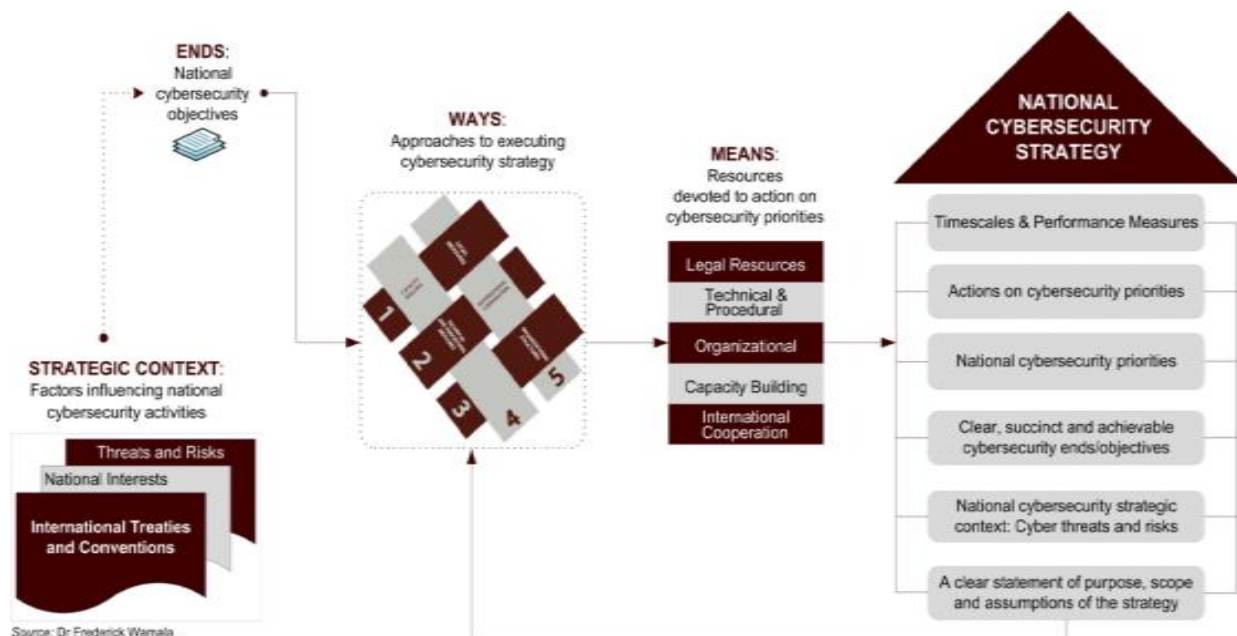 ENDS:
National
cybersecurity
objectives
STRATEGIC CONTEXT:
Factors influencing national
cybersecurity activities
Threats and Risks
National Interests
International Treaties
and Conventions
Source: Dr Frederick Wamala
WAYS:
Approaches to executing
cybersecurity strategy
1
2
3
4
5
MEANS:
Resources
devoted to action on
cybersecurity priorities
Legal Resources
Technical &
Procedural
Organizational
Capacity Building
International
Cooperation
NATIONAL
CYBERSECURITY
STRATEGY
Timescales & Performance Measures
Actions on cybersecurity priorities
National cybersecurity priorities
Clear, succinct and achievable
cybersecurity ends/objectives
National cybersecurity strategic
context: Cyber threats and risks
A clear statement of purpose, scope
and assumptions of the strategy